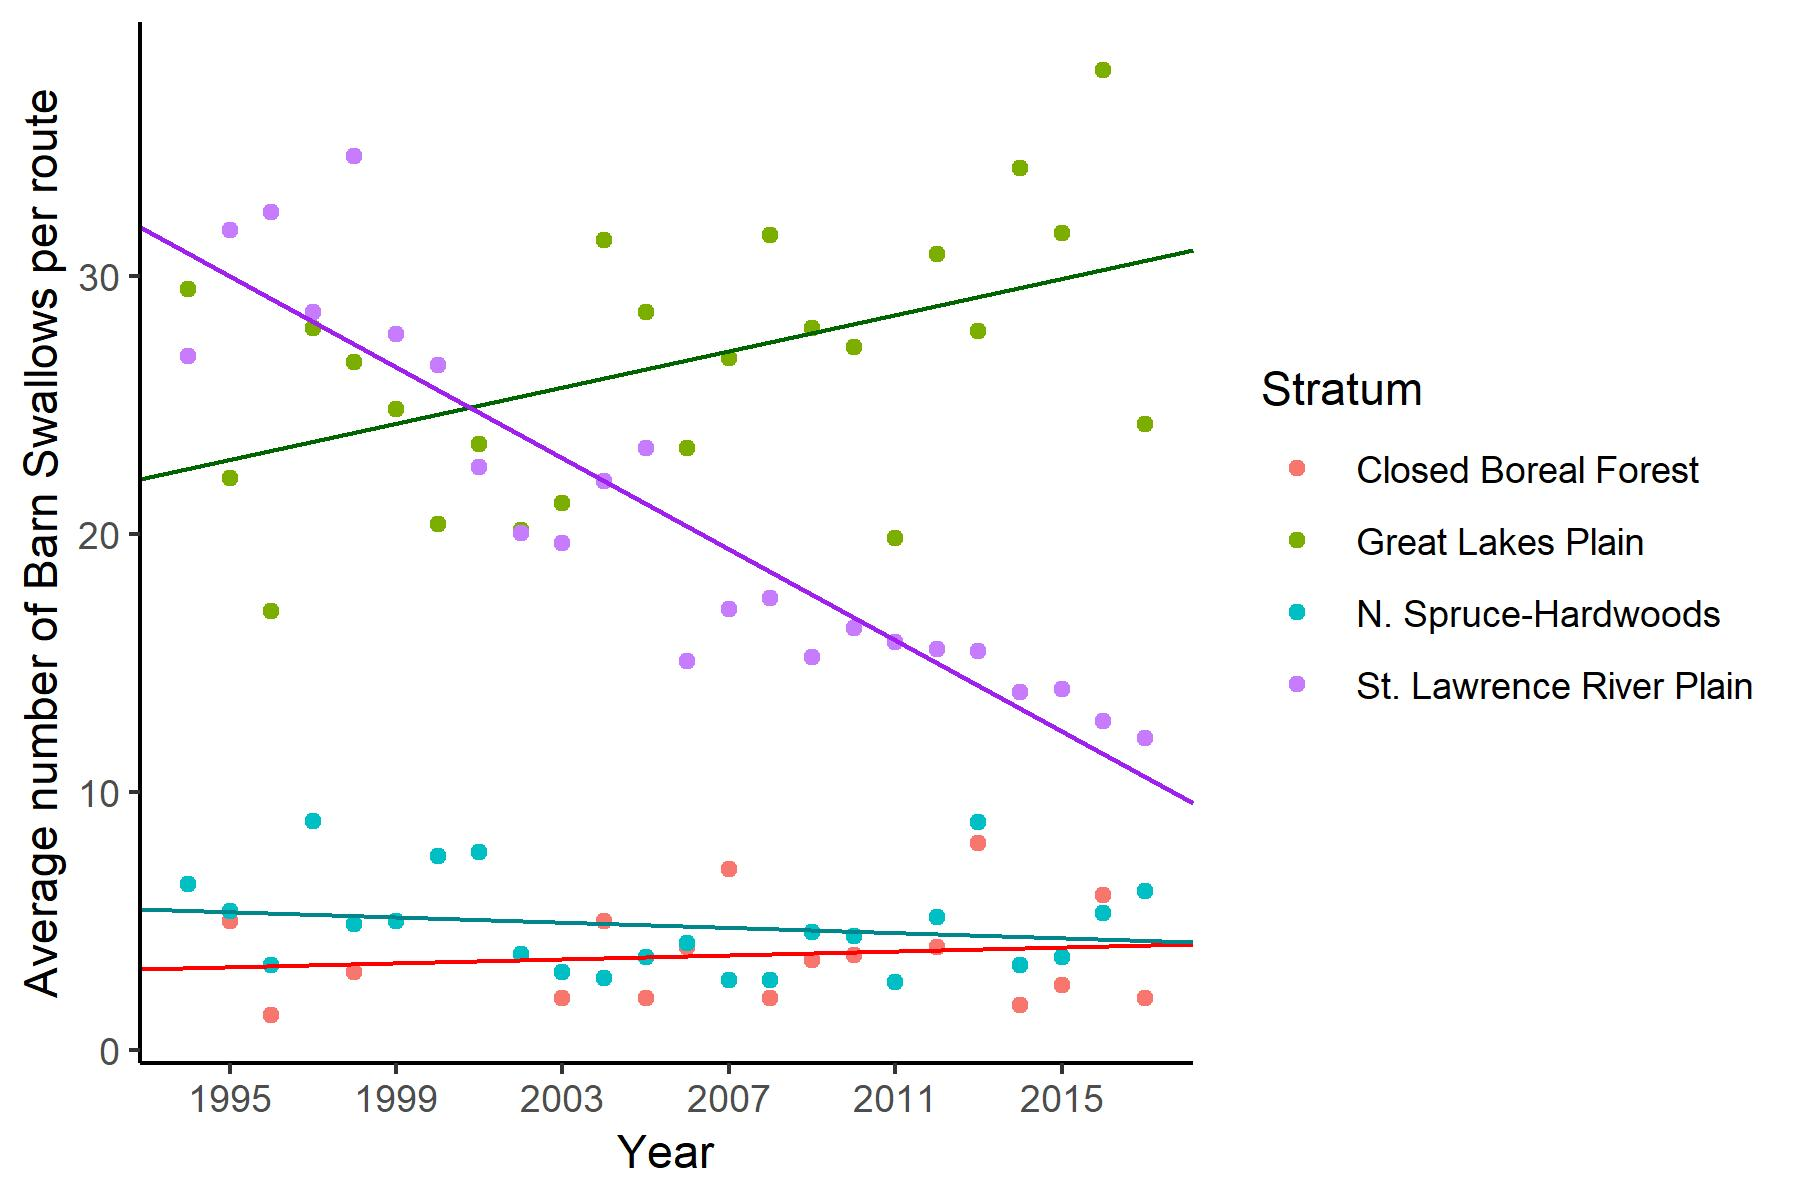 Average number of Barn Swallows per route
30
20
10
0
1995 1999 2003 2007 2011 2015
Year
Stratum
Closed Boreal Forest
Great Lakes Plain
N. Spruce-Hardwoods
St. Lawrence River Plain